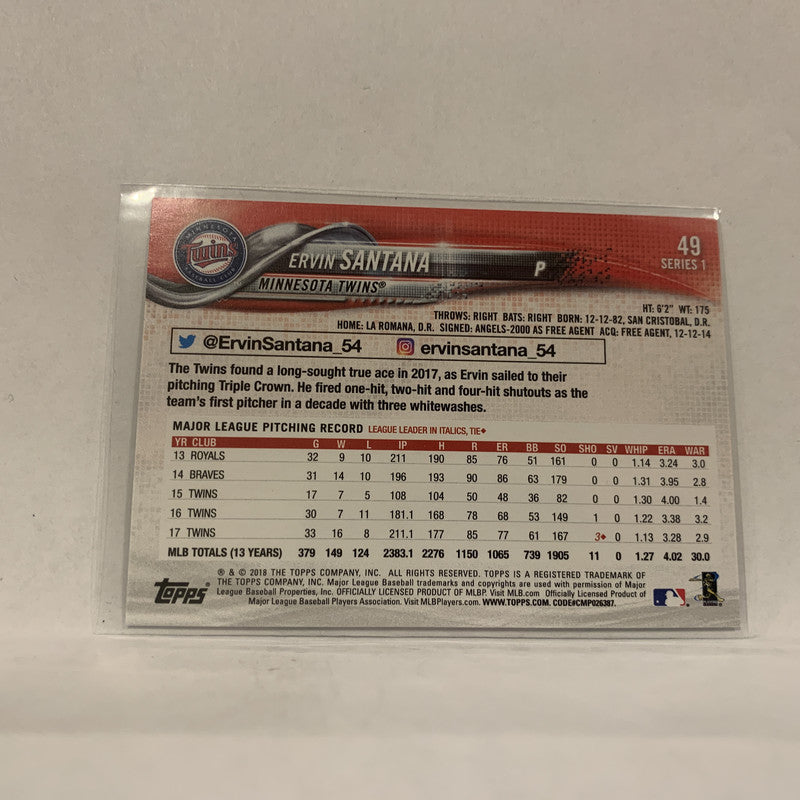 MINNESOTA
Twins
BASEBALL CLUB
ERVIN SANTANA
P
49
SERIES 1
MINNESOTA TWINS®
HT: 6'2" WT: 175
THROWS: RIGHT BATS: RIGHT BORN: 12-12-82, SAN CRISTOBAL, D.R.
HOME: LA ROMANA, D.R. SIGNED: ANGELS-2000 AS FREE AGENT ACQ: FREE AGENT, 12-12-14
@ErvinSantana_54 ervinsantana_54
The Twins found a long-sought true ace in 2017, as Ervin sailed to their
pitching Triple Crown. He fired one-hit, two-hit and four-hit shutouts as the
team's first pitcher in a decade with three whitewashes.
MAJOR LEAGUE PITCHING RECORD LEAGUE LEADER IN ITALICS, TIE♦
YR CLUB G W L IP H R ER BB SO SHO SV WHIP ERA WAR
13 ROYALS 32 9 10 211 190 85 76 51 161 0 0 1.14 3.24 3.0
14 BRAVES 31 14 10 196 193 90 86 63 179 0 0 1.31 3.95 2.8
15 TWINS 17 7 5 108 104 50 48 36 82 0 0 1.30 4.00 1.4
16 TWINS 30 7 11 181.1 168 74 68 53 149 1 0 1.22 3.38 3.2
17 TWINS 33 16 8 211.1 177 85 77 61 167 3♦ 0 1.13 3.28 2.9
MLB TOTALS (13 YEARS) 379 149 124 2383.1 2276 1150 1065 739 1905 11 0 1.27 4.02 30.0
® & © 2018 THE TOPPS COMPANY, INC. ALL RIGHTS RESERVED. TOPPS IS A REGISTERED TRADEMARK OF
THE TOPPS COMPANY, INC. Major League Baseball trademarks and copyrights are used with permission of Major
League Baseball Properties, Inc. OFFICIALLY LICENSED PRODUCT OF MLBP. Visit MLB.com Officially Licensed Product of
Major League Baseball Players Association. Visit MLBPlayers.com WWW.TOPPS.COM. CODE#CMP026387.
Topps